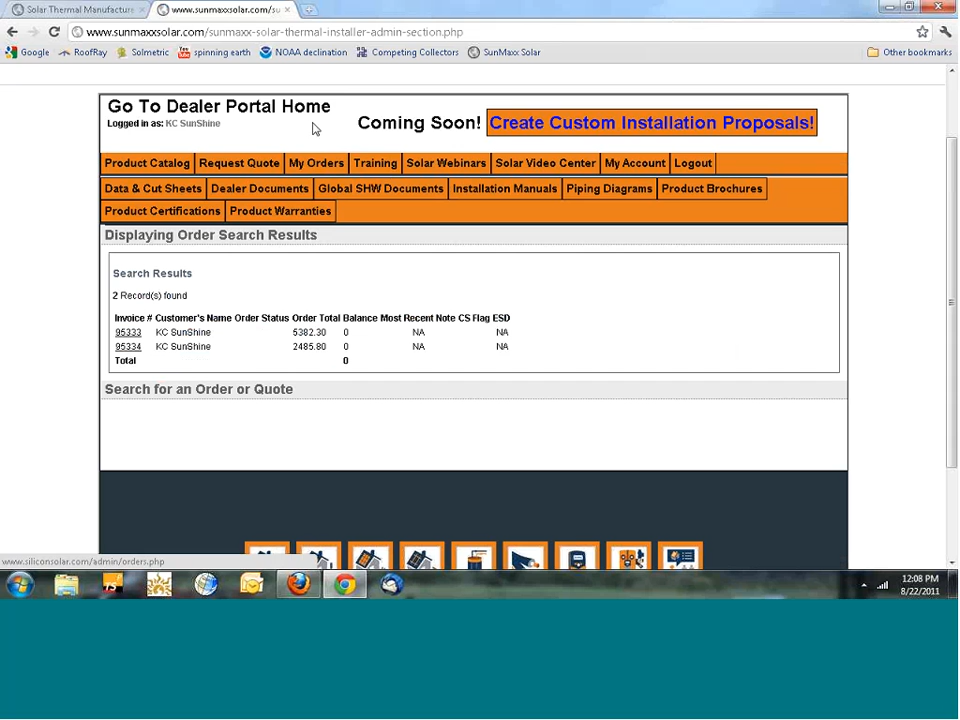 Solar Thermal Manufacture
www.sunmaxxsolar.com/su
www.sunmaxxsolar.com/sunmaxx-solar-thermal-installer-admin-section.php
Google RoofRay Solmetric spinning earth NOAA declination Competing Collectors SunMaxx Solar Other bookmarks
Go To Dealer Portal Home
Logged in as: KC SunShine
Coming Soon! Create Custom Installation Proposals!
Product Catalog Request Quote My Orders Training Solar Webinars Solar Video Center My Account Logout
Data & Cut Sheets Dealer Documents Global SHW Documents Installation Manuals Piping Diagrams Product Brochures
Product Certifications Product Warranties
Displaying Order Search Results
Search Results
2 Record(s) found
Invoice # Customer's Name Order Status Order Total Balance Most Recent Note CS Flag ESD
95333 KC SunShine 5382.30 0 NA NA
95334 KC SunShine 2485.80 0 NA NA
Total 0
Search for an Order or Quote
www.siliconsolar.com/admin/orders.php
12:08 PM
8/22/2011